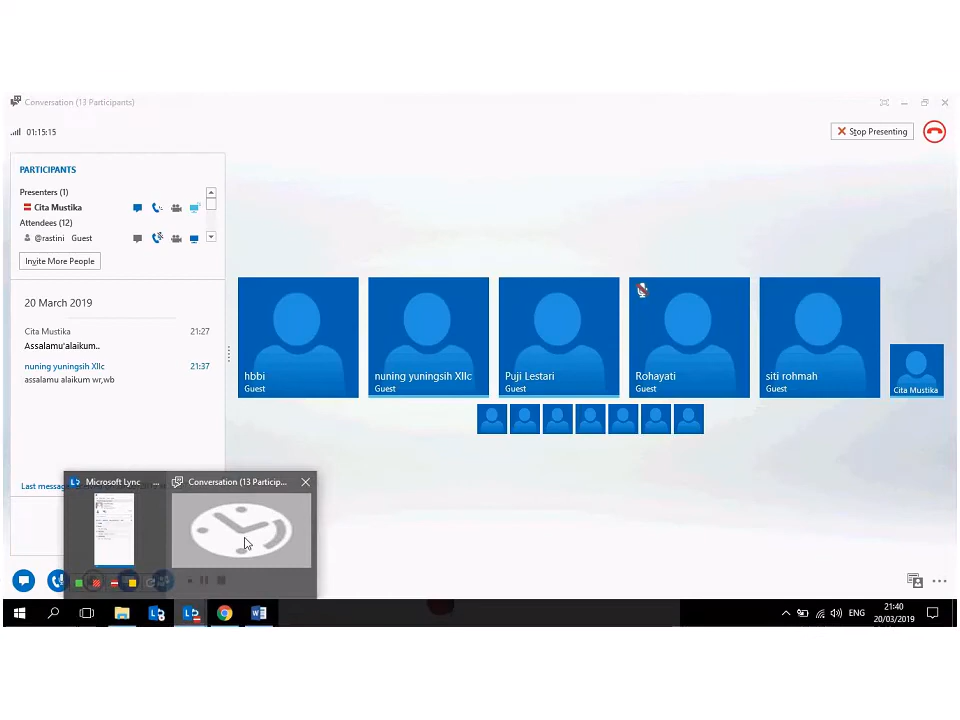 Conversation (13 Participants)
01:15:15
Stop Presenting
PARTICIPANTS
Presenters (1)
Cita Mustika
Attendees (12)
@rastini Guest
Invite More People
20 March 2019
Cita Mustika 21:27
Assalamu'alaikum..
nuning yuningsih XIIc 21:37
assalamu alaikum wr,wb
hbbi
Guest
nuning yuningsih XIIc
Guest
Puji Lestari
Guest
Rohayati
Guest
siti rohmah
Guest
Cita Mustika
Last message
Microsoft Lync ...
Conversation (13 Particip...
ENG
21:40
20/03/2019